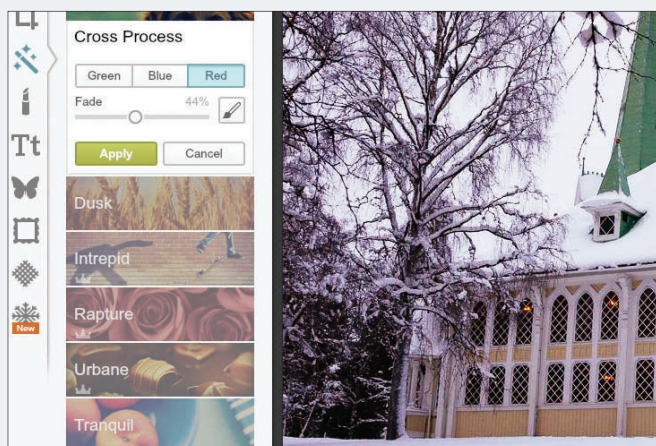 Cross Process
Green Blue Red
Fade 44%
Apply Cancel
Tt
Dusk
Intrepid
Rapture
New
Urbane
Tranquil